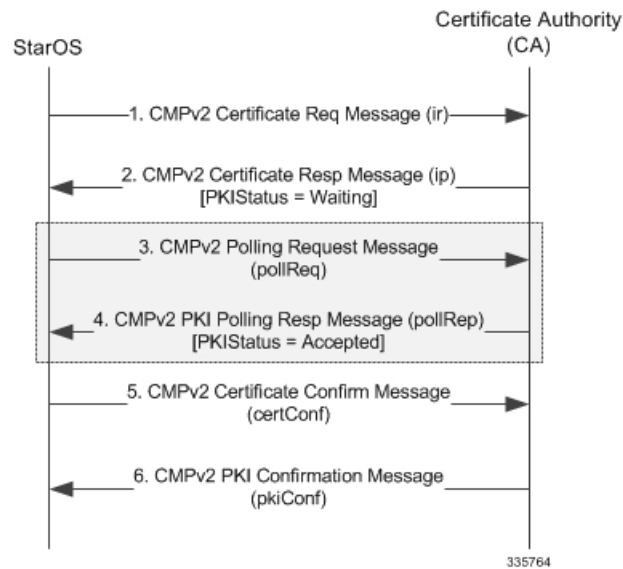 StarOS
Certificate Authority
(CA)
1. CMPv2 Certificate Req Message (ir)
2. CMPv2 Certificate Resp Message (ip)
[PKIStatus = Waiting]
3. CMPv2 Polling Request Message
(pollReq)
4. CMPv2 PKI Polling Resp Message (pollRep)
[PKIStatus = Accepted]
5. CMPv2 Certificate Confirm Message
(certConf)
6. CMPv2 PKI Confirmation Message
(pkiConf)
335764